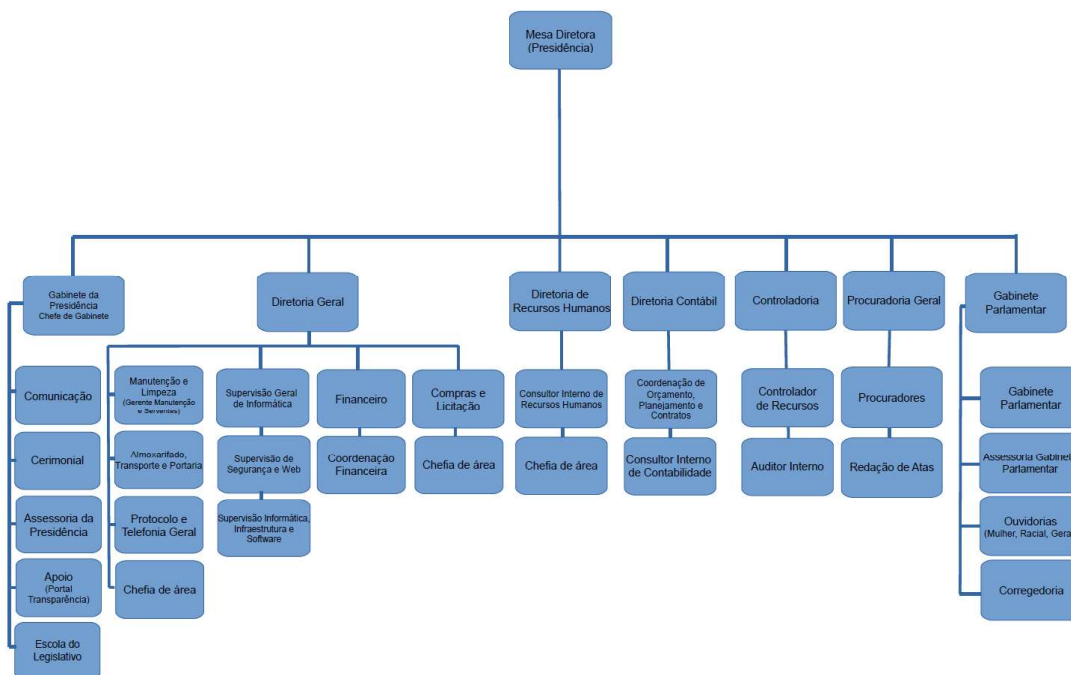 Mesa Diretora
(Presidência)
Gabinete da
Presidência
Chefe de Gabinete
Diretoria Geral
Diretoria de
Recursos Humanos
Diretoria Contábil
Controladoria
Procuradoria Geral
Gabinete
Parlamentar
Comunicação
Cerimonial
Assessoria da
Presidência
Apoio
(Portal
Transparência)
Escola do
Legislativo
Manutenção e
Limpeza
(Gerente Manutenção
e Serventes)
Almoxarifado,
Transporte e Portaria
Protocolo e
Telefonia Geral
Chefia de área
Supervisão Geral
de Informática
Supervisão de
Segurança e Web
Supervisão Informática,
Infraestrutura e
Software
Financeiro
Coordenação
Financeira
Compras e
Licitação
Chefia de área
Consultor Interno de
Recursos Humanos
Chefia de área
Coordenação de
Orçamento,
Planejamento e
Contratos
Consultor Interno
de Contabilidade
Controlador
de Recursos
Auditor Interno
Procuradores
Redação de Atas
Gabinete
Parlamentar
Assessoria Gabinete
Parlamentar
Ouvidorias
(Mulher, Racial, Geral
Corregedoria